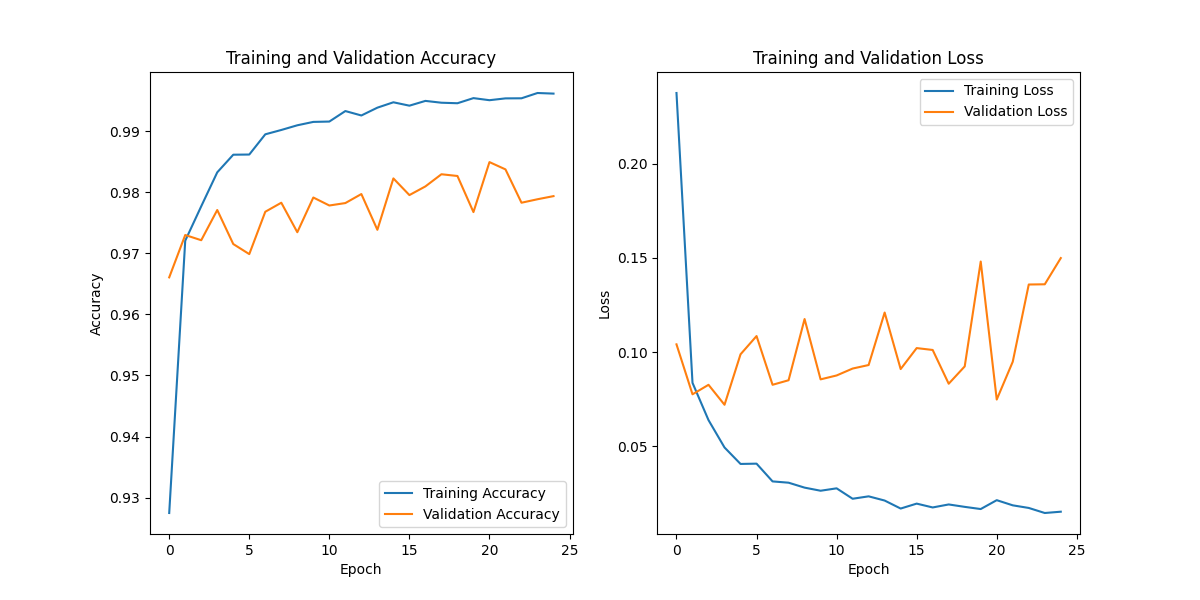 Training and Validation Accuracy
Accuracy
0.99
0.98
0.97
0.96
0.95
0.94
0.93
Training Accuracy
Validation Accuracy
0
5
10
15
20
25
Epoch
Training and Validation Loss
Loss
0.20
0.15
0.10
0.05
Training Loss
Validation Loss
0
5
10
15
20
25
Epoch